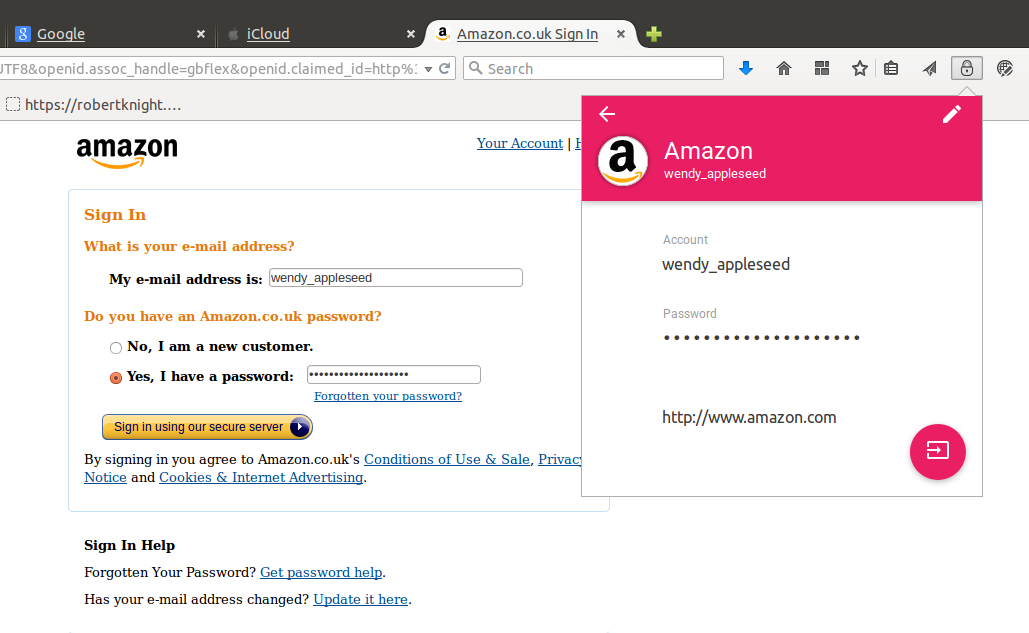 Google
iCloud
Amazon.co.uk Sign In
UTF8&openid.assoc_handle=gbflex&openid.claimed_id=http%
Search
https://robertknight.…
amazon
Your Account |
Amazon
wendy_appleseed
Sign In
What is your e-mail address?
My e-mail address is: wendy_appleseed
Do you have an Amazon.co.uk password?
No, I am a new customer.
Yes, I have a password: ••••••••••••••••••••
Forgotten your password?
Sign in using our secure server
By signing in you agree to Amazon.co.uk's Conditions of Use & Sale, Privacy
Notice and Cookies & Internet Advertising.
Account
wendy_appleseed
Password
••••••••••••••••••••
http://www.amazon.com
Sign In Help
Forgotten Your Password? Get password help.
Has your e-mail address changed? Update it here.